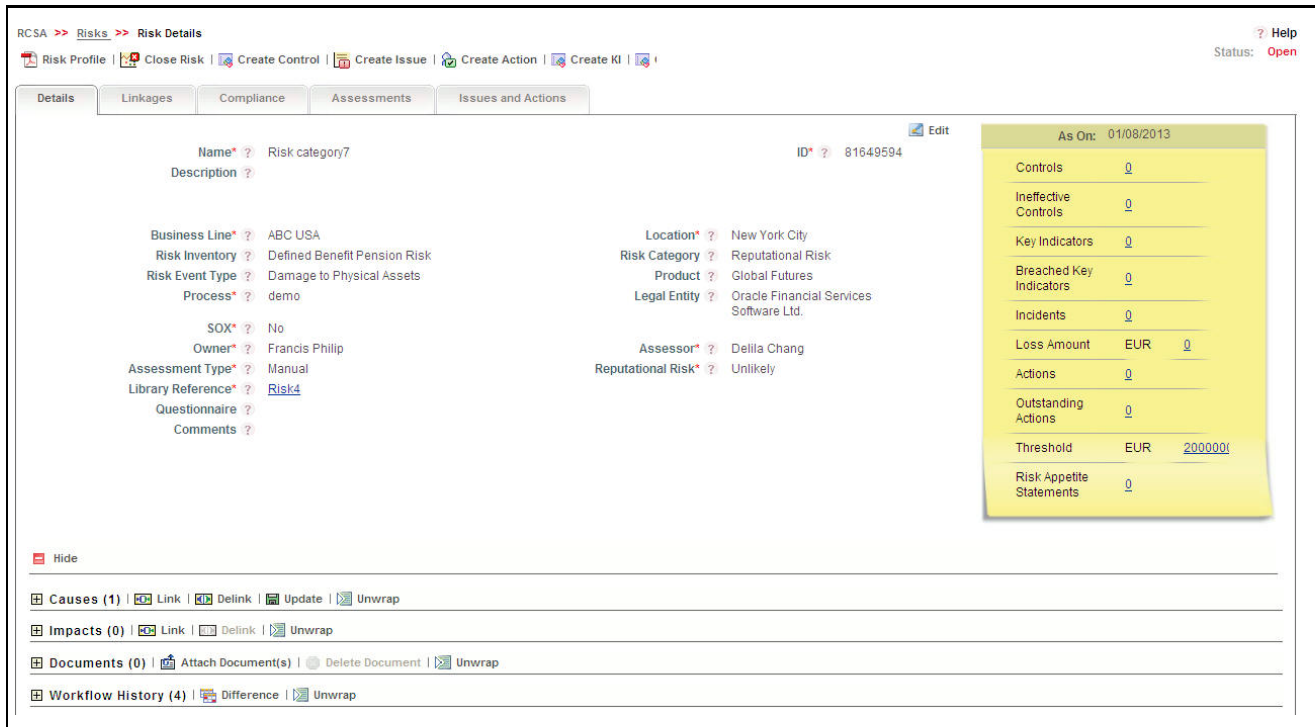 RCSA >> Risks >> Risk Details
? Help
Risk Profile | Close Risk | Create Control | Create Issue | Create Action | Create KI |
Status: Open
Details Linkages Compliance Assessments Issues and Actions
Edit
As On: 01/08/2013
Name* ? Risk category7 ID* ? 81649594
Description ?
Business Line* ? ABC USA Location* ? New York City
Risk Inventory ? Defined Benefit Pension Risk Risk Category ? Reputational Risk
Risk Event Type ? Damage to Physical Assets Product ? Global Futures
Process* ? demo Legal Entity ? Oracle Financial Services
Software Ltd.
SOX* ? No
Owner* ? Francis Philip Assessor* ? Delila Chang
Assessment Type* ? Manual Reputational Risk* ? Unlikely
Library Reference* ? Risk4
Questionnaire ?
Comments ?
Controls 0
Ineffective
Controls 0
Key Indicators 0
Breached Key
Indicators 0
Incidents 0
Loss Amount EUR 0
Actions 0
Outstanding
Actions 0
Threshold EUR 200000
Risk Appetite
Statements 0
Hide
Causes (1) | Link | Delink | Update | Unwrap
Impacts (0) | Link | Delink | Unwrap
Documents (0) | Attach Document(s) | Delete Document | Unwrap
Workflow History (4) | Difference | Unwrap